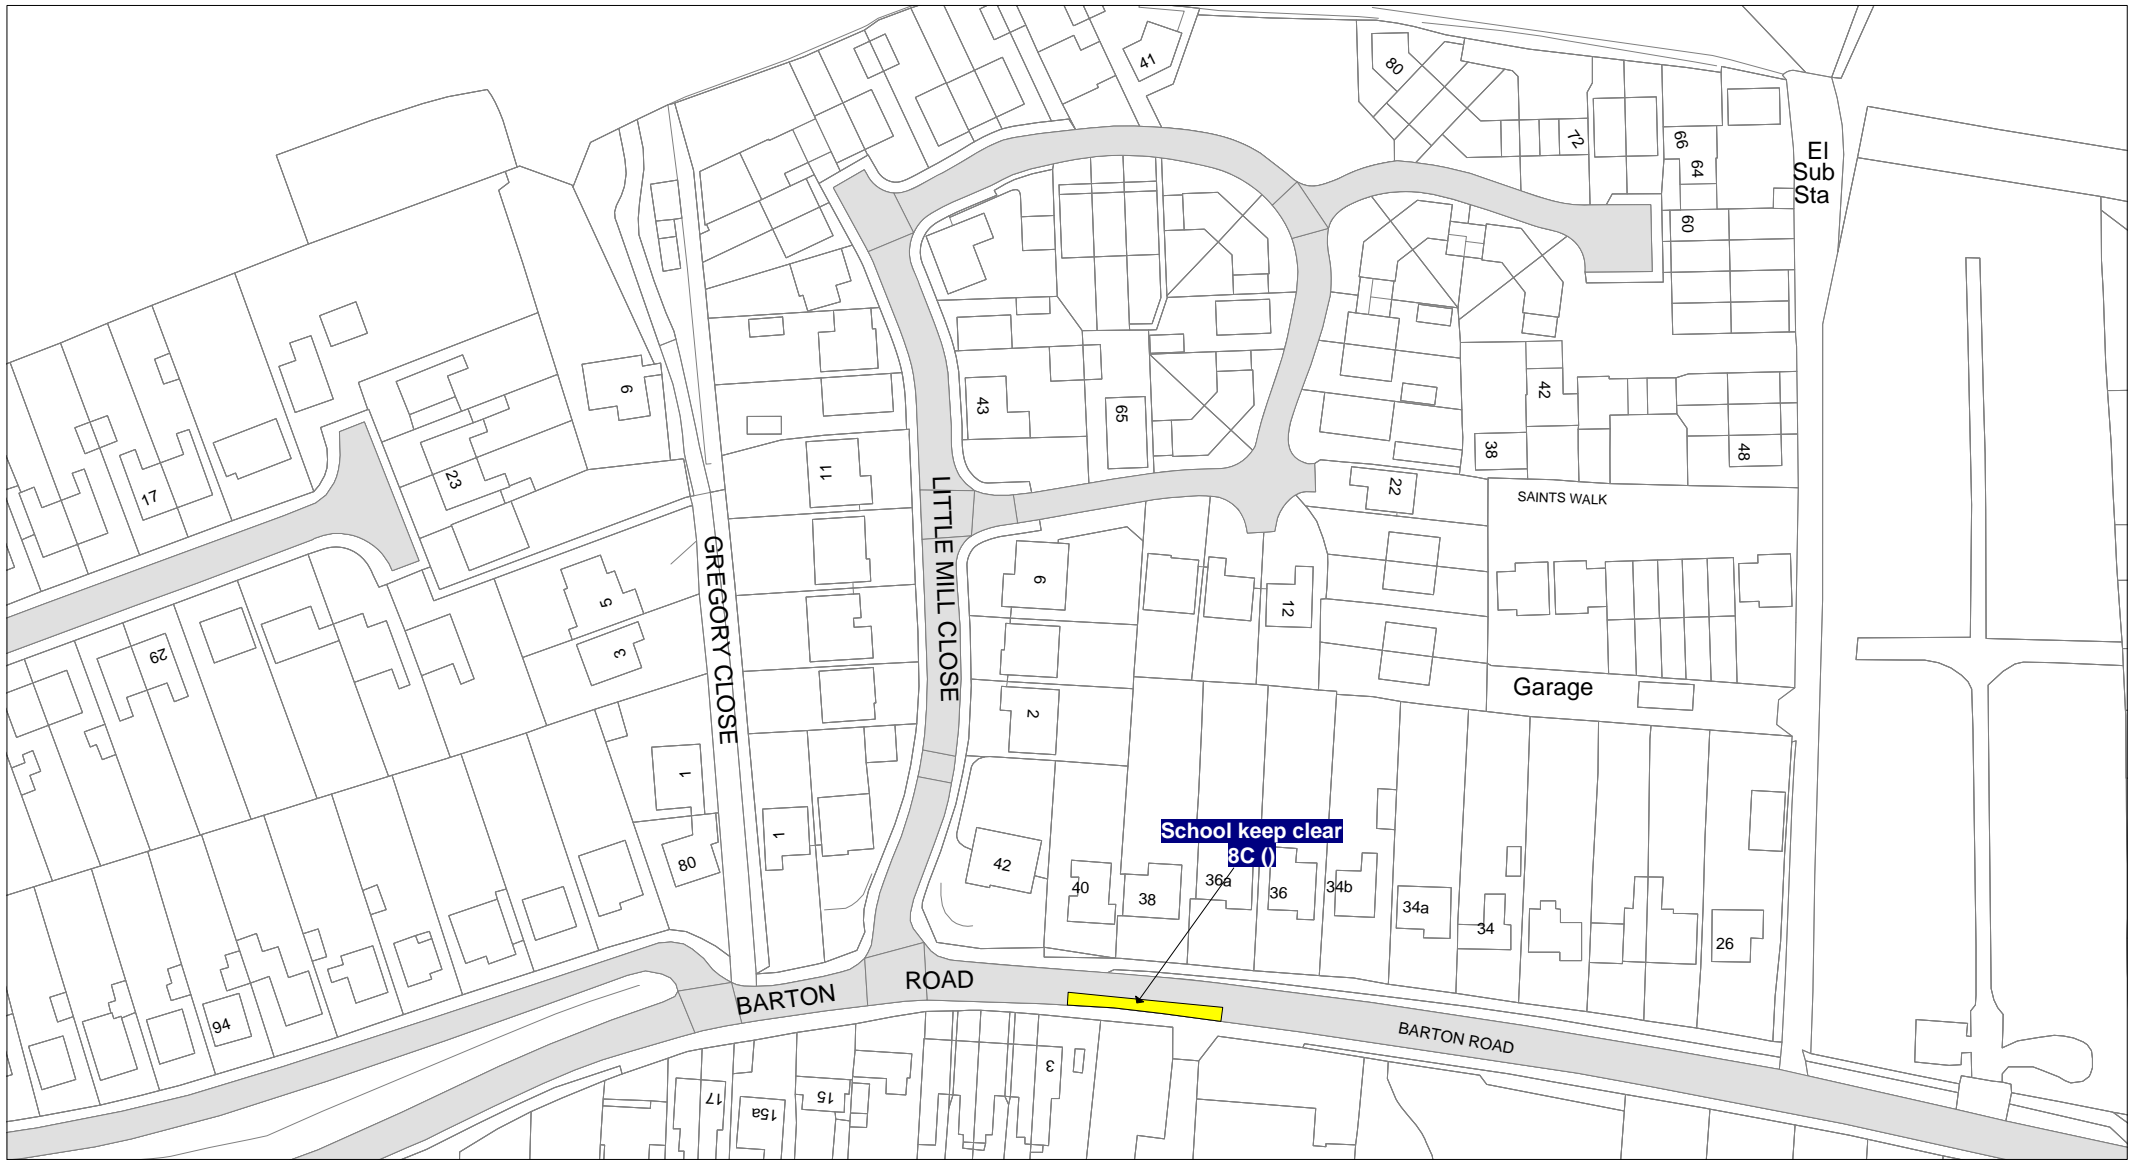 41
80
72
66
64
El
Sub
Sta
60
9
43
65
42
38
48
23
17
11
22
SAINTS WALK
LITTLE MILL CLOSE
GREGORY CLOSE
5
6
12
3
29
Garage
2
1
1
80
School keep clear
8C ()
42
40
38
36a
36
34b
34a
34
26
94
BARTON
ROAD
BARTON ROAD
3
17
15a
15